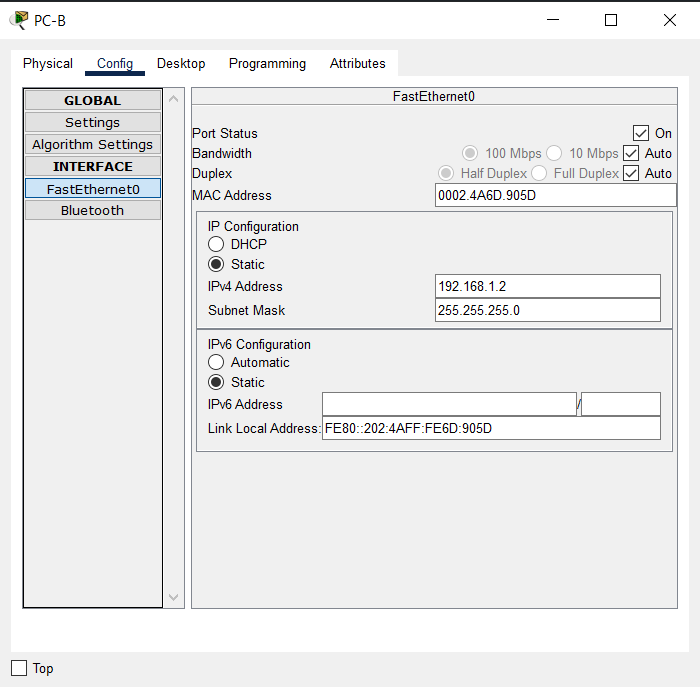 PC-B
Physical Config Desktop Programming Attributes
GLOBAL
Settings
Algorithm Settings
INTERFACE
FastEthernet0
Bluetooth
FastEthernet0
Port Status On
Bandwidth 100 Mbps 10 Mbps Auto
Duplex Half Duplex Full Duplex Auto
MAC Address 0002.4A6D.905D
IP Configuration
DHCP
Static
IPv4 Address 192.168.1.2
Subnet Mask 255.255.255.0
IPv6 Configuration
Automatic
Static
IPv6 Address /
Link Local Address: FE80::202:4AFF:FE6D:905D
Top